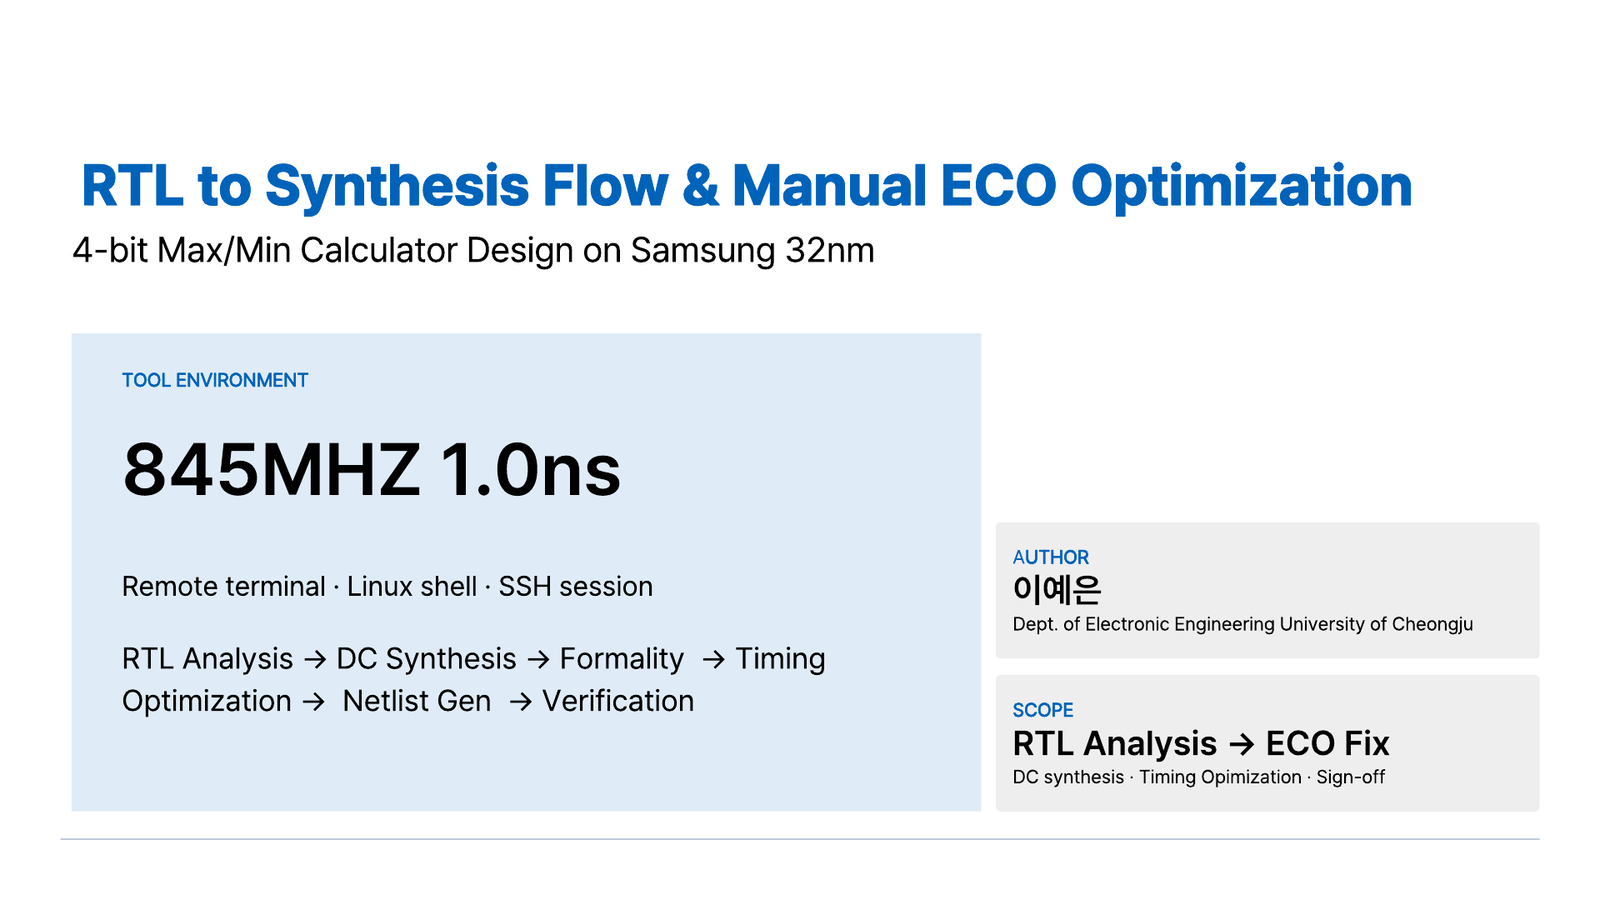 RTL to Synthesis Flow & Manual ECO Optimization
4-bit Max/Min Calculator Design on Samsung 32nm
TOOL ENVIRONMENT
845MHZ 1.0ns
Remote terminal · Linux shell · SSH session
RTL Analysis → DC Synthesis → Formality → Timing
Optimization → Netlist Gen → Verification
AUTHOR
이예은
Dept. of Electronic Engineering University of Cheongju
SCOPE
RTL Analysis → ECO Fix
DC synthesis · Timing Opimization · Sign-off